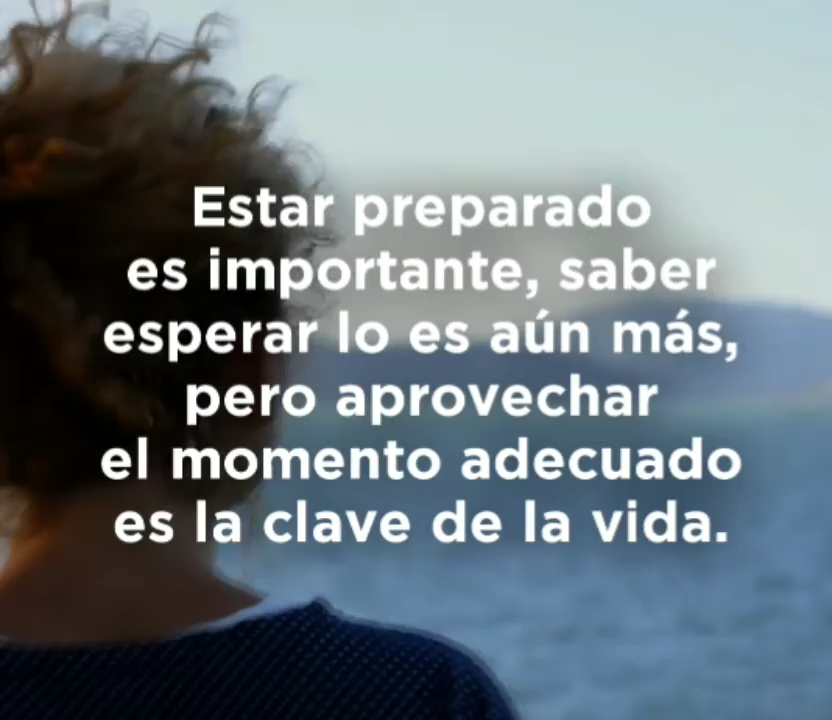 Estar preparado
es importante, saber
esperar lo es aún más,
pero aprovechar
el momento adecuado
es la clave de la vida.